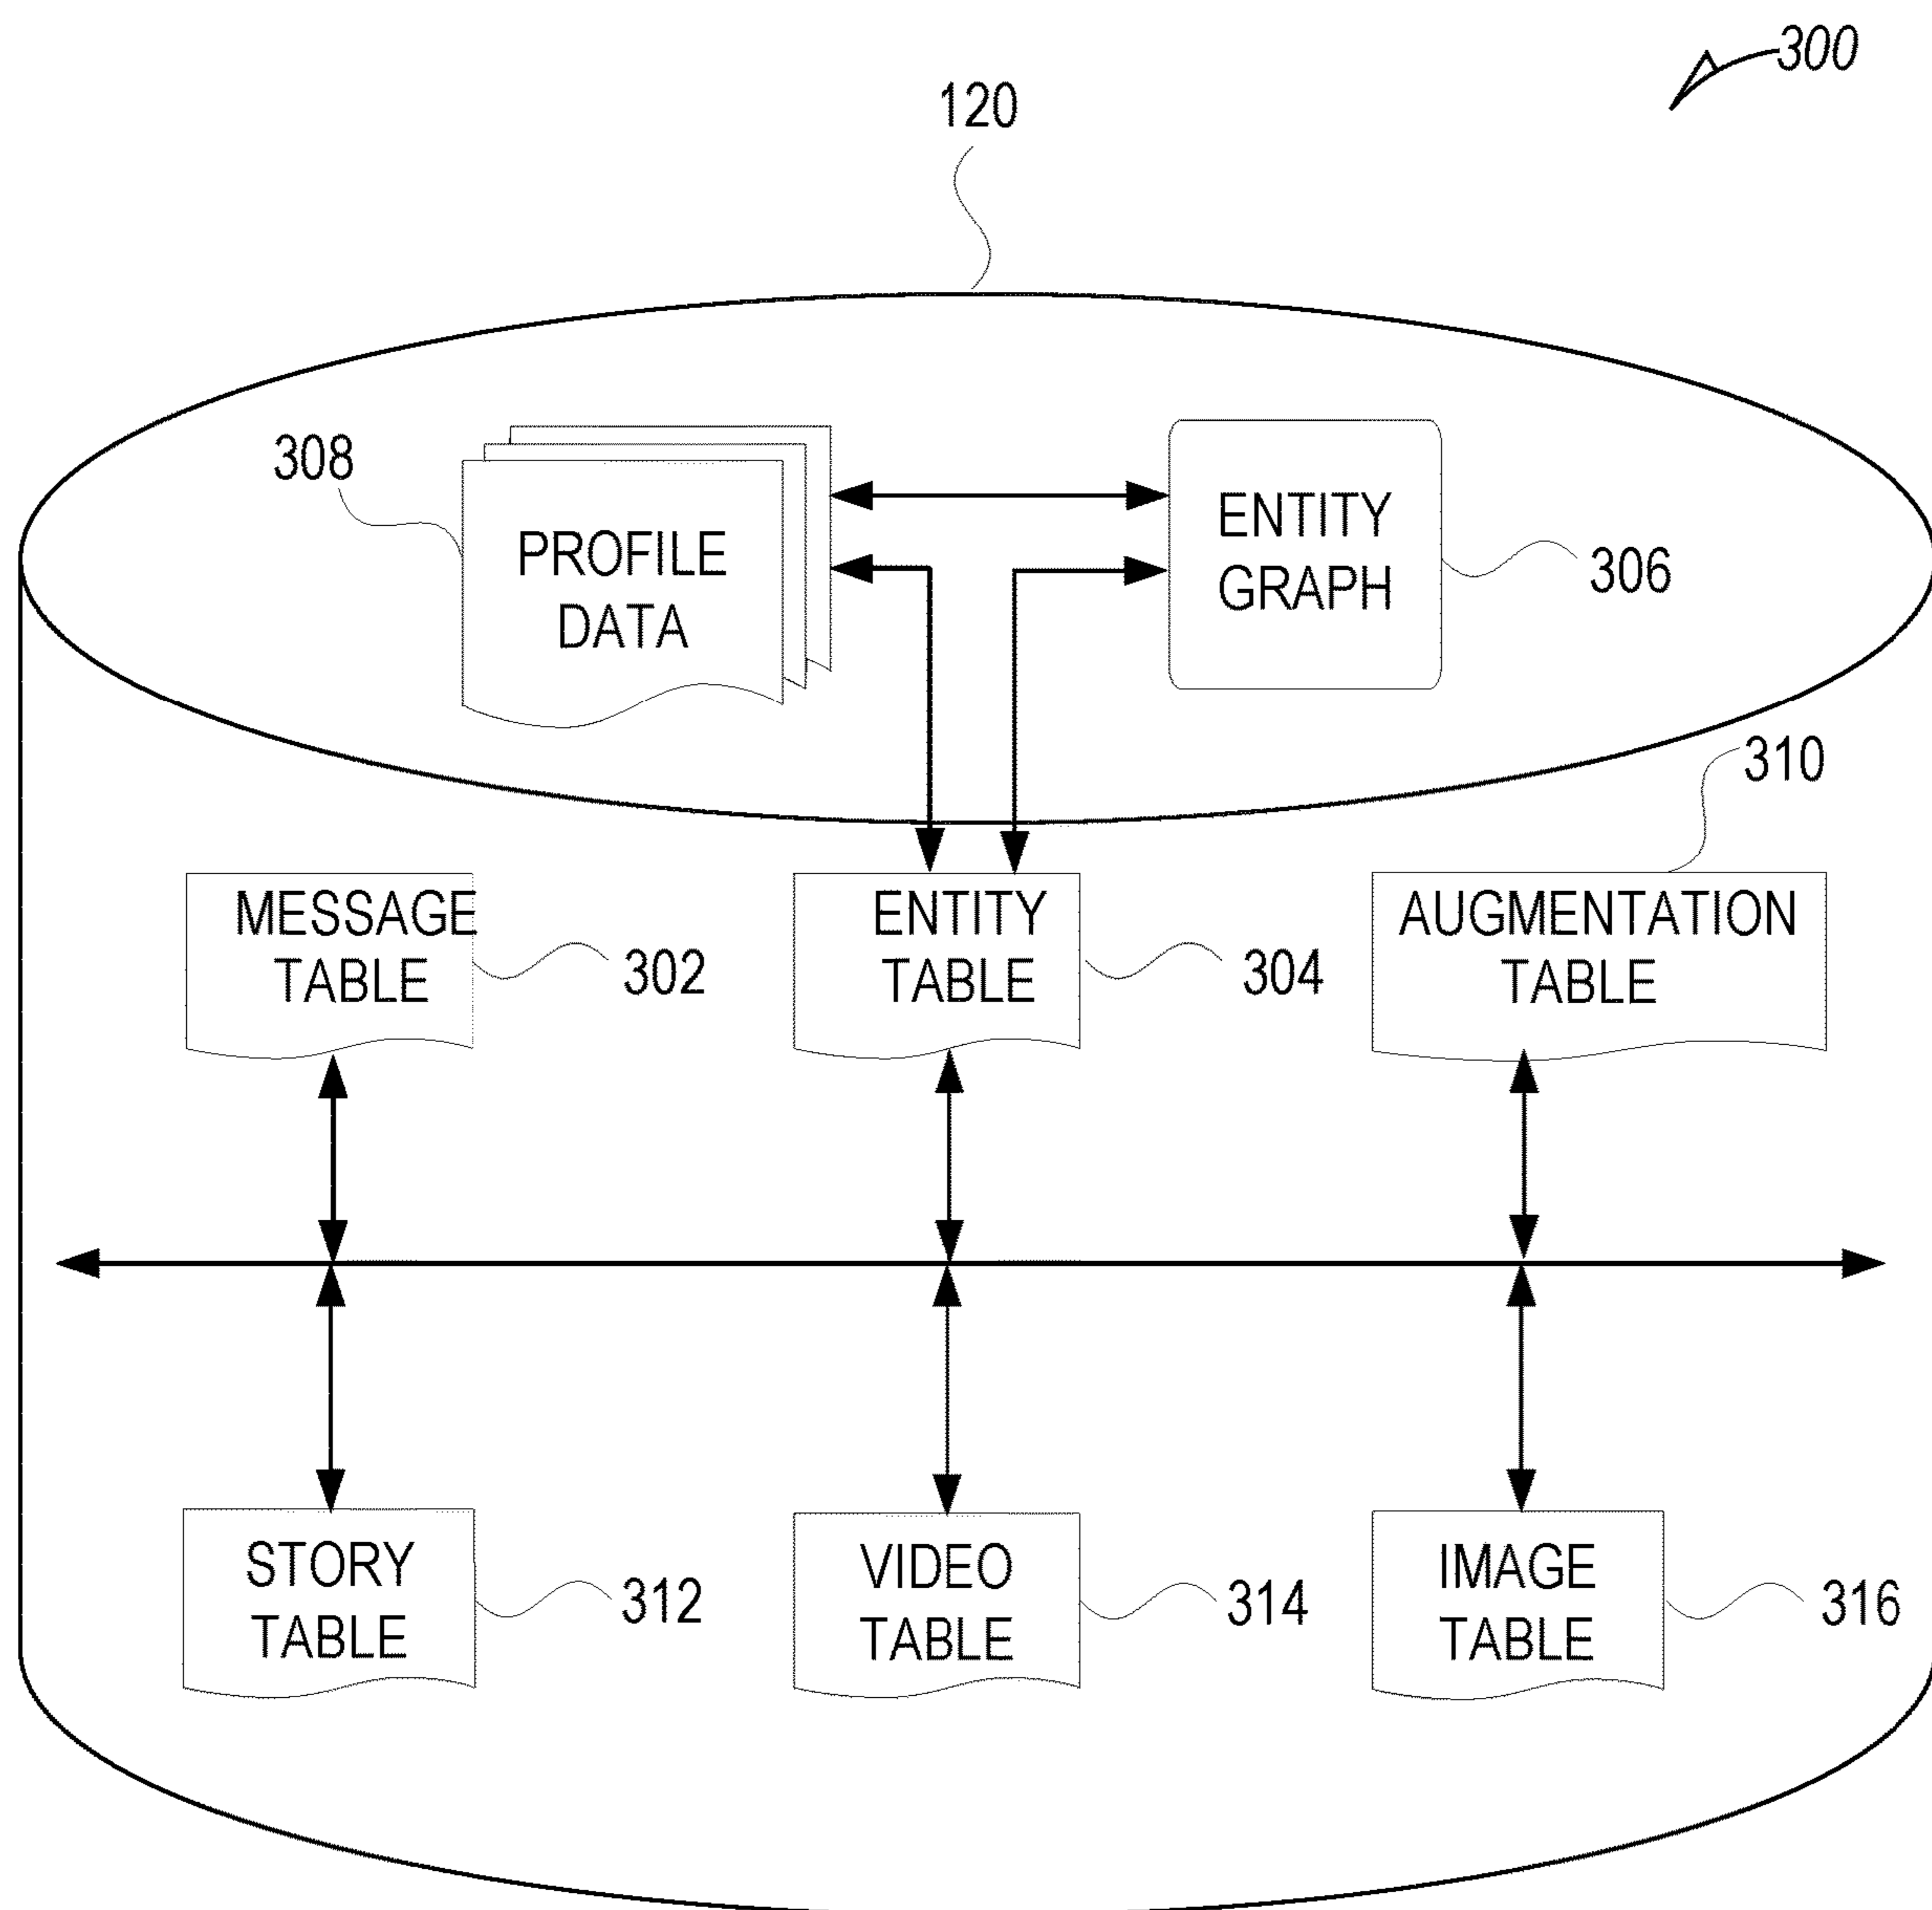 300
120
308
PROFILE
DATA
ENTITY
GRAPH
306
310
MESSAGE
TABLE
302
ENTITY
TABLE
304
AUGMENTATION
TABLE
STORY
TABLE
312
VIDEO
TABLE
314
IMAGE
TABLE
316